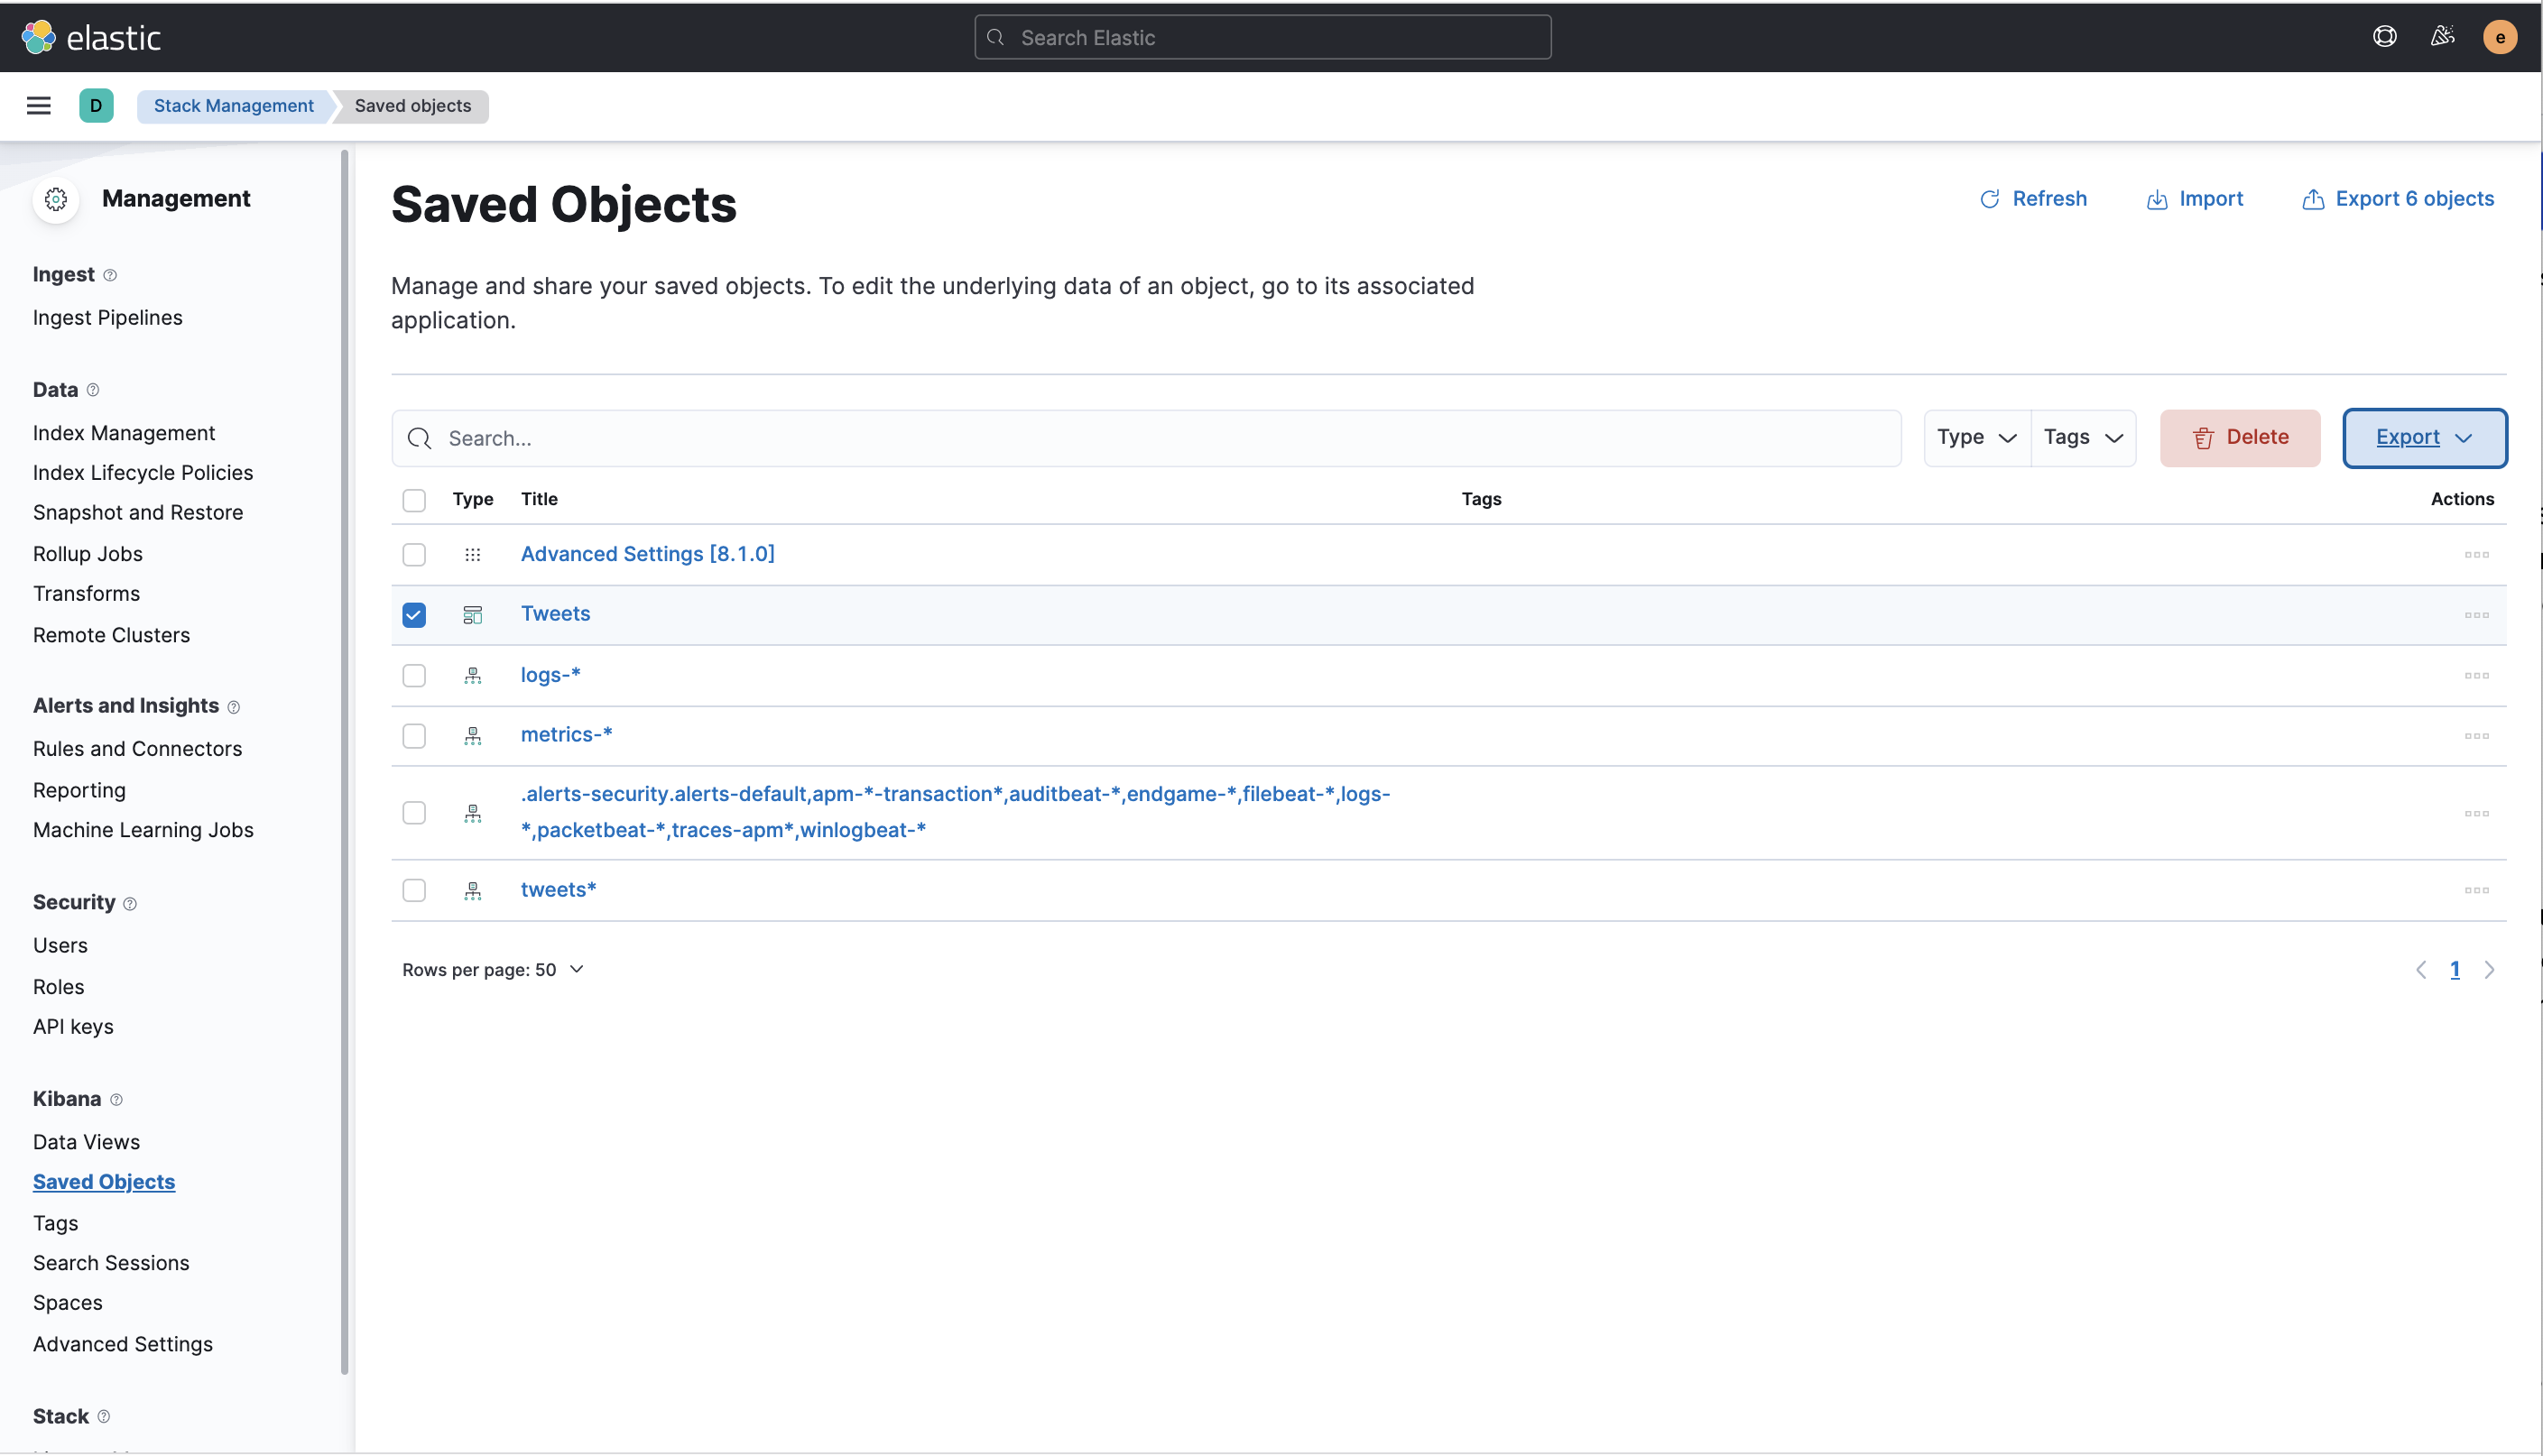 elastic
Search Elastic
e
D
Stack Management
Saved objects
Management
Ingest
Ingest Pipelines
Data
Index Management
Index Lifecycle Policies
Snapshot and Restore
Rollup Jobs
Transforms
Remote Clusters
Alerts and Insights
Rules and Connectors
Reporting
Machine Learning Jobs
Security
Users
Roles
API keys
Kibana
Data Views
Saved Objects
Tags
Search Sessions
Spaces
Advanced Settings
Stack
Saved Objects
Refresh
Import
Export 6 objects
Manage and share your saved objects. To edit the underlying data of an object, go to its associated
application.
Search...
Type
Tags
Delete
Export
Type Title Tags Actions
Advanced Settings [8.1.0]
Tweets
logs-*
metrics-*
.alerts-security.alerts-default,apm-*-transaction*,auditbeat-*,endgame-*,filebeat-*,logs-
*,packetbeat-*,traces-apm*,winlogbeat-*
tweets*
Rows per page: 50
1